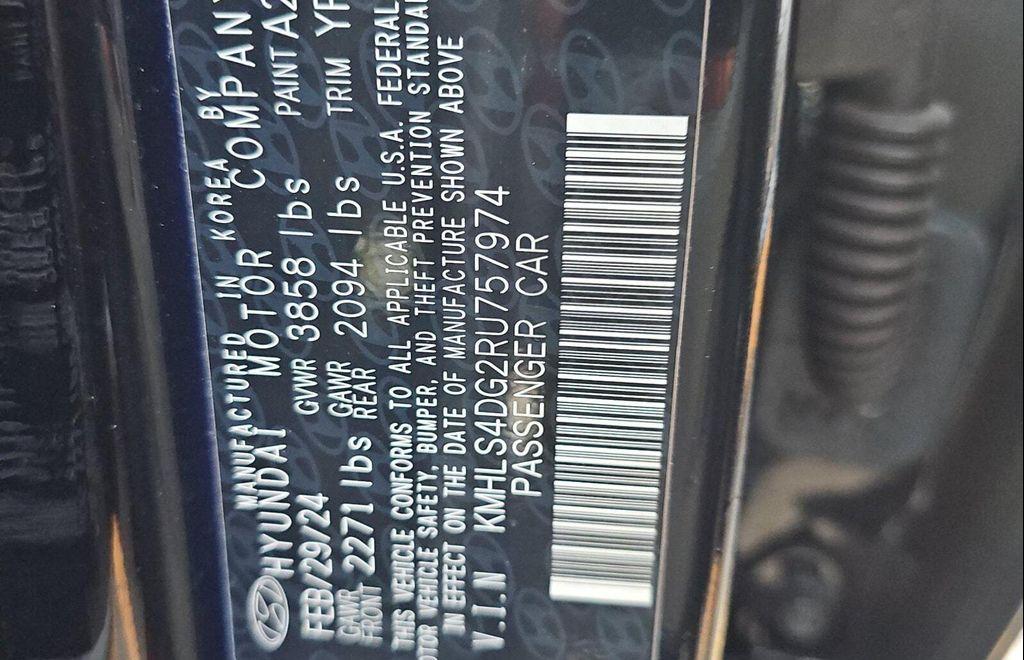 MANUFACTURED IN KOREA BY
HYUNDAI MOTOR COMPANY
FEB/29/24 GVWR 3858 lbs PAINT A2
GAWR FRONT 2271 lbs GAWR REAR 2094 lbs TRIM
THIS VEHICLE CONFORMS TO ALL APPLICABLE U.S.A. FEDERAL
VEHICLE SAFETY, BUMPER, AND THEFT PREVENTION
IN EFFECT ON THE DATE OF MANUFACTURE SHOWN ABOVE
V.I.N KMHLS4DG2RU757974
PASSENGER CAR